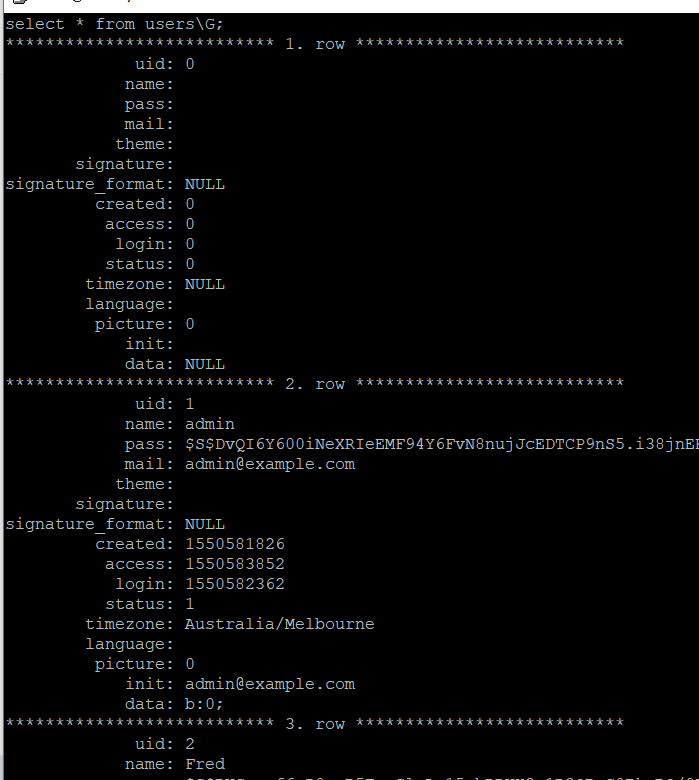 select * from users\G;
*************************** 1. row ***************************
uid: 0
name:
pass:
mail:
theme:
signature:
signature_format: NULL
created: 0
access: 0
login: 0
status: 0
timezone: NULL
language:
picture: 0
init:
data: NULL
*************************** 2. row ***************************
uid: 1
name: admin
pass: $S$DvQI6Y600iNeXRIeEMF94Y6FvN8nujJcEDTCP9nS5.i38jnEK
mail: admin@example.com
theme:
signature:
signature_format: NULL
created: 1550581826
access: 1550583852
login: 1550582362
status: 1
timezone: Australia/Melbourne
language:
picture: 0
init: admin@example.com
data: b:0;
*************************** 3. row ***************************
uid: 2
name: Fred